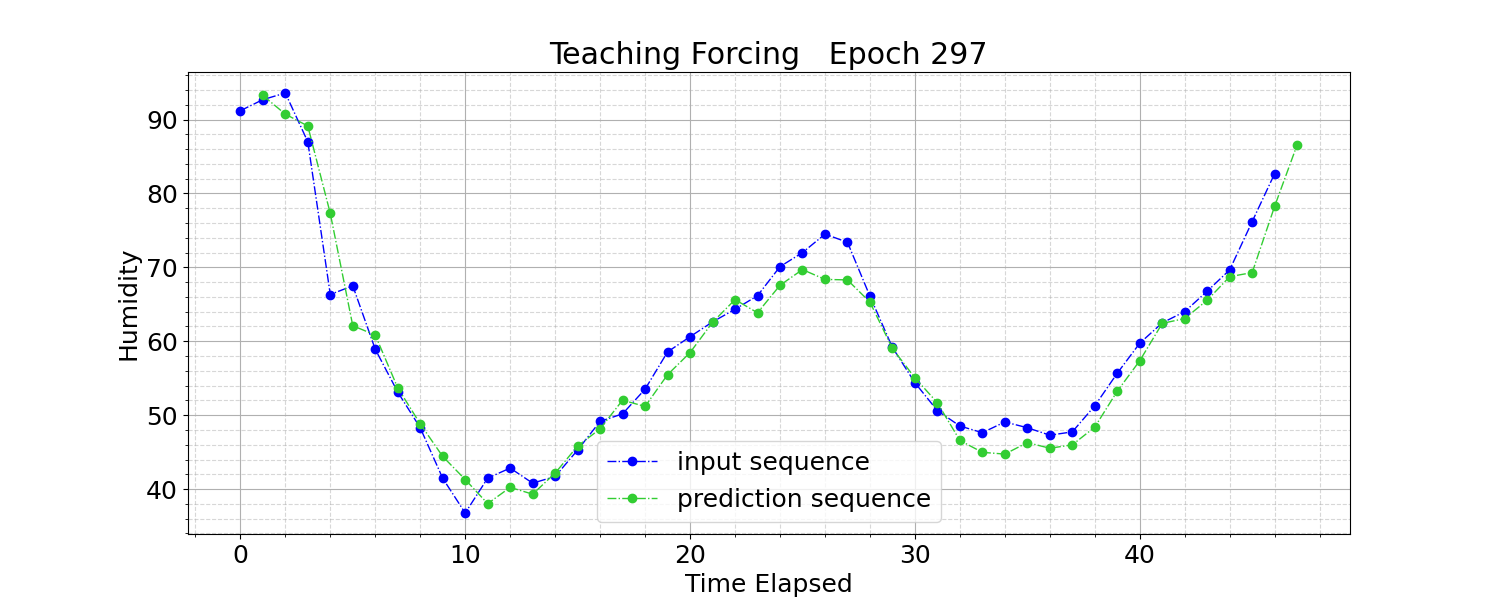 Teaching Forcing   Epoch 297
Humidity
90
80
70
60
50
40
input sequence
prediction sequence
0 10 20 30 40
Time Elapsed